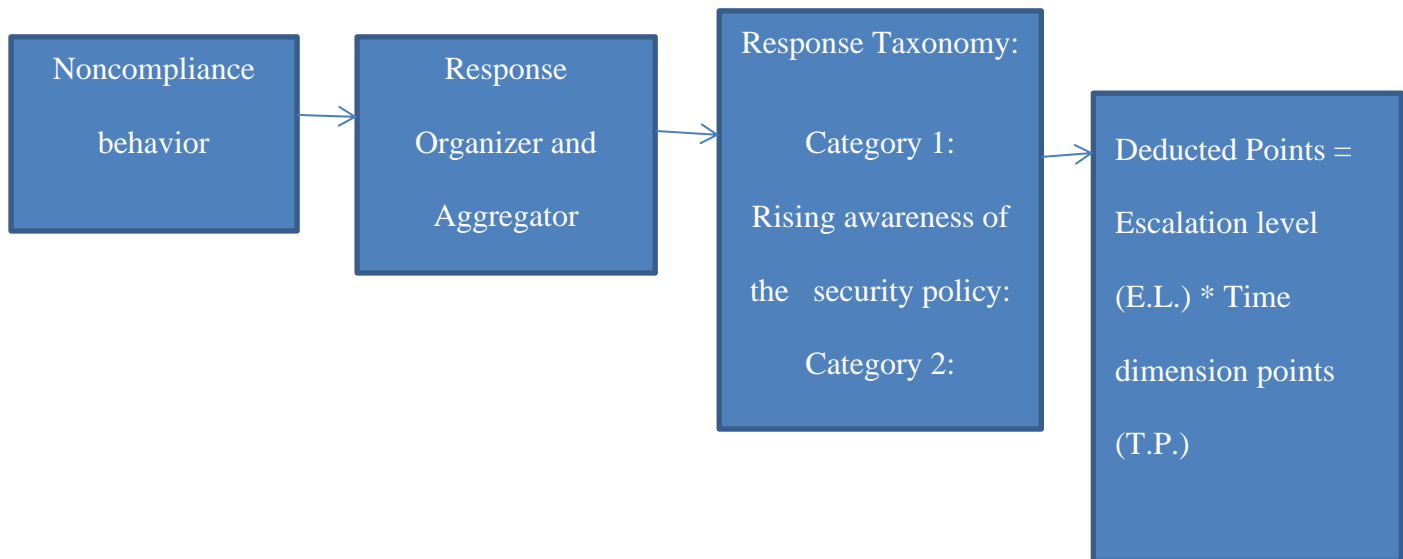 Noncompliance
behavior
Response
Organizer and
Aggregator
Response Taxonomy:
Category 1:
Rising awareness of
the security policy:
Category 2:
Deducted Points =
Escalation level
(E.L.) * Time
dimension points
(T.P.)